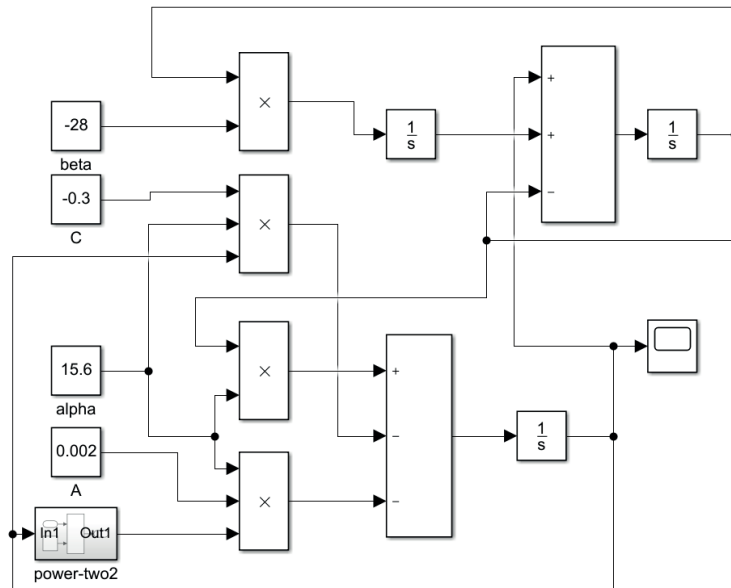 ×
-28
beta
1
s
+
+
−
1
s
-0.3
C
×
15.6
alpha
×
+
−
−
1
s
0.002
A
×
In1 Out1
power-two2